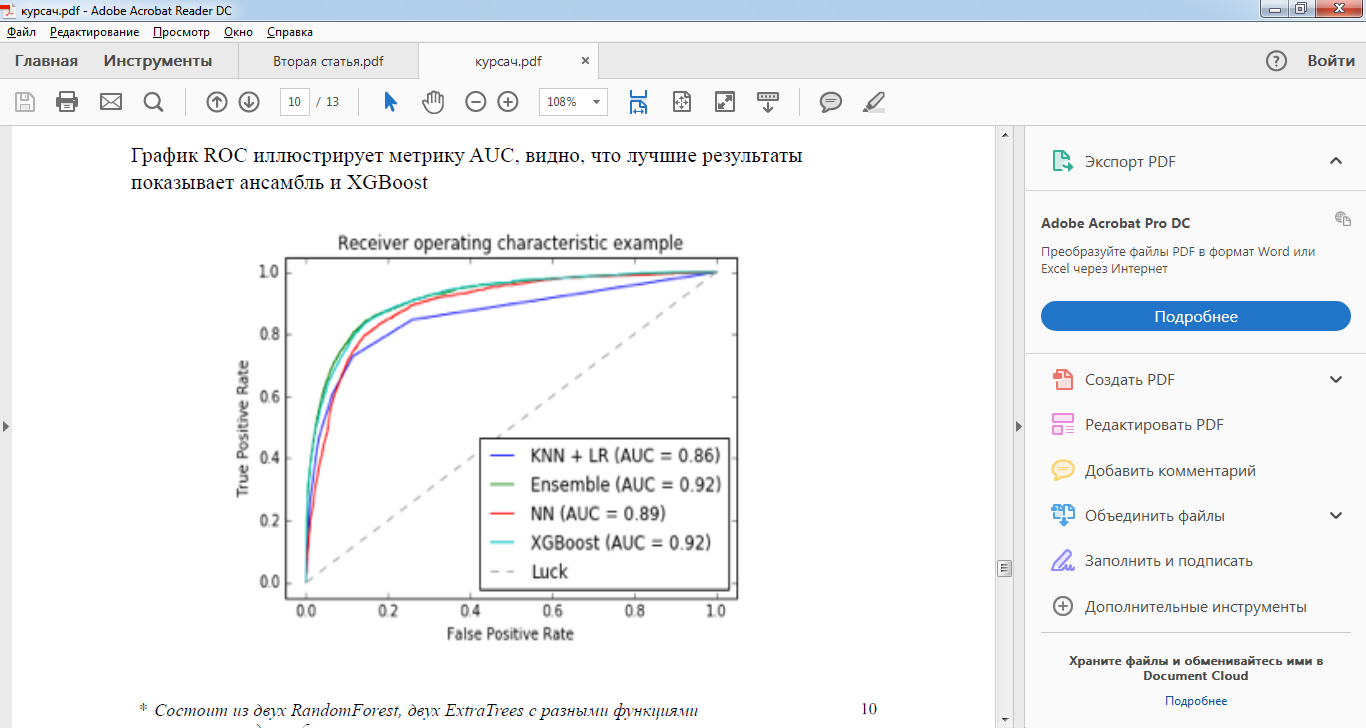 курсач.pdf - Adobe Acrobat Reader DC
Файл Редактирование Просмотр Окно Справка
Главная Инструменты Вторая статья.pdf курсач.pdf × ? Войти
10 / 13 108%
График ROC иллюстрирует метрику AUC, видно, что лучшие результаты
показывает ансамбль и XGBoost
Receiver operating characteristic example
1.0
0.8
0.6
0.4
0.2
0.0
True Positive Rate
KNN + LR (AUC = 0.86)
Ensemble (AUC = 0.92)
NN (AUC = 0.89)
XGBoost (AUC = 0.92)
Luck
0.0 0.2 0.4 0.6 0.8 1.0
False Positive Rate
* Состоит из двух RandomForest, двух ExtraTrees с разными функциями
10
Экспорт PDF
Adobe Acrobat Pro DC
Преобразуйте файлы PDF в формат Word или
Excel через Интернет
Подробнее
Создать PDF
Редактировать PDF
Добавить комментарий
Объединить файлы
Заполнить и подписать
Дополнительные инструменты
Храните файлы и обменивайтесь ими в
Document Cloud
Подробнее